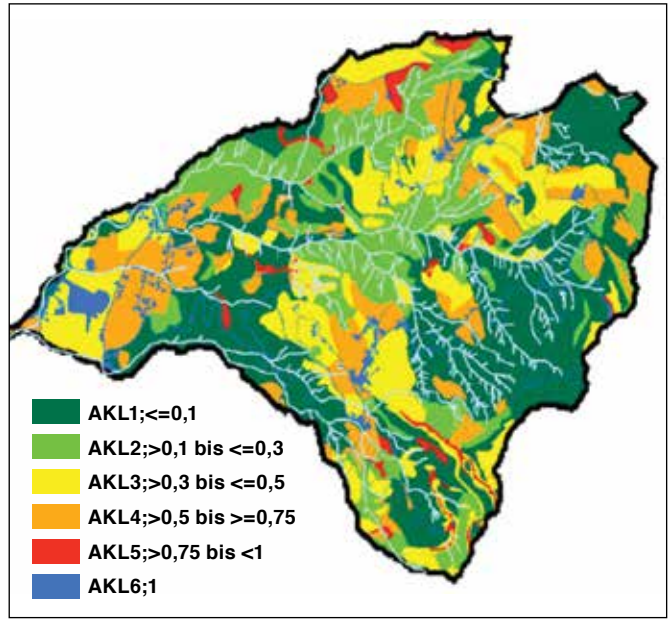 AKL1;<=0,1
AKL2;>0,1 bis <=0,3
AKL3;>0,3 bis <=0,5
AKL4;>0,5 bis >=0,75
AKL5;>0,75 bis <1
AKL6;1